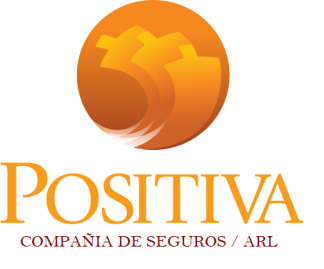 POSITIVA
COMPAÑIA DE SEGUROS / ARL